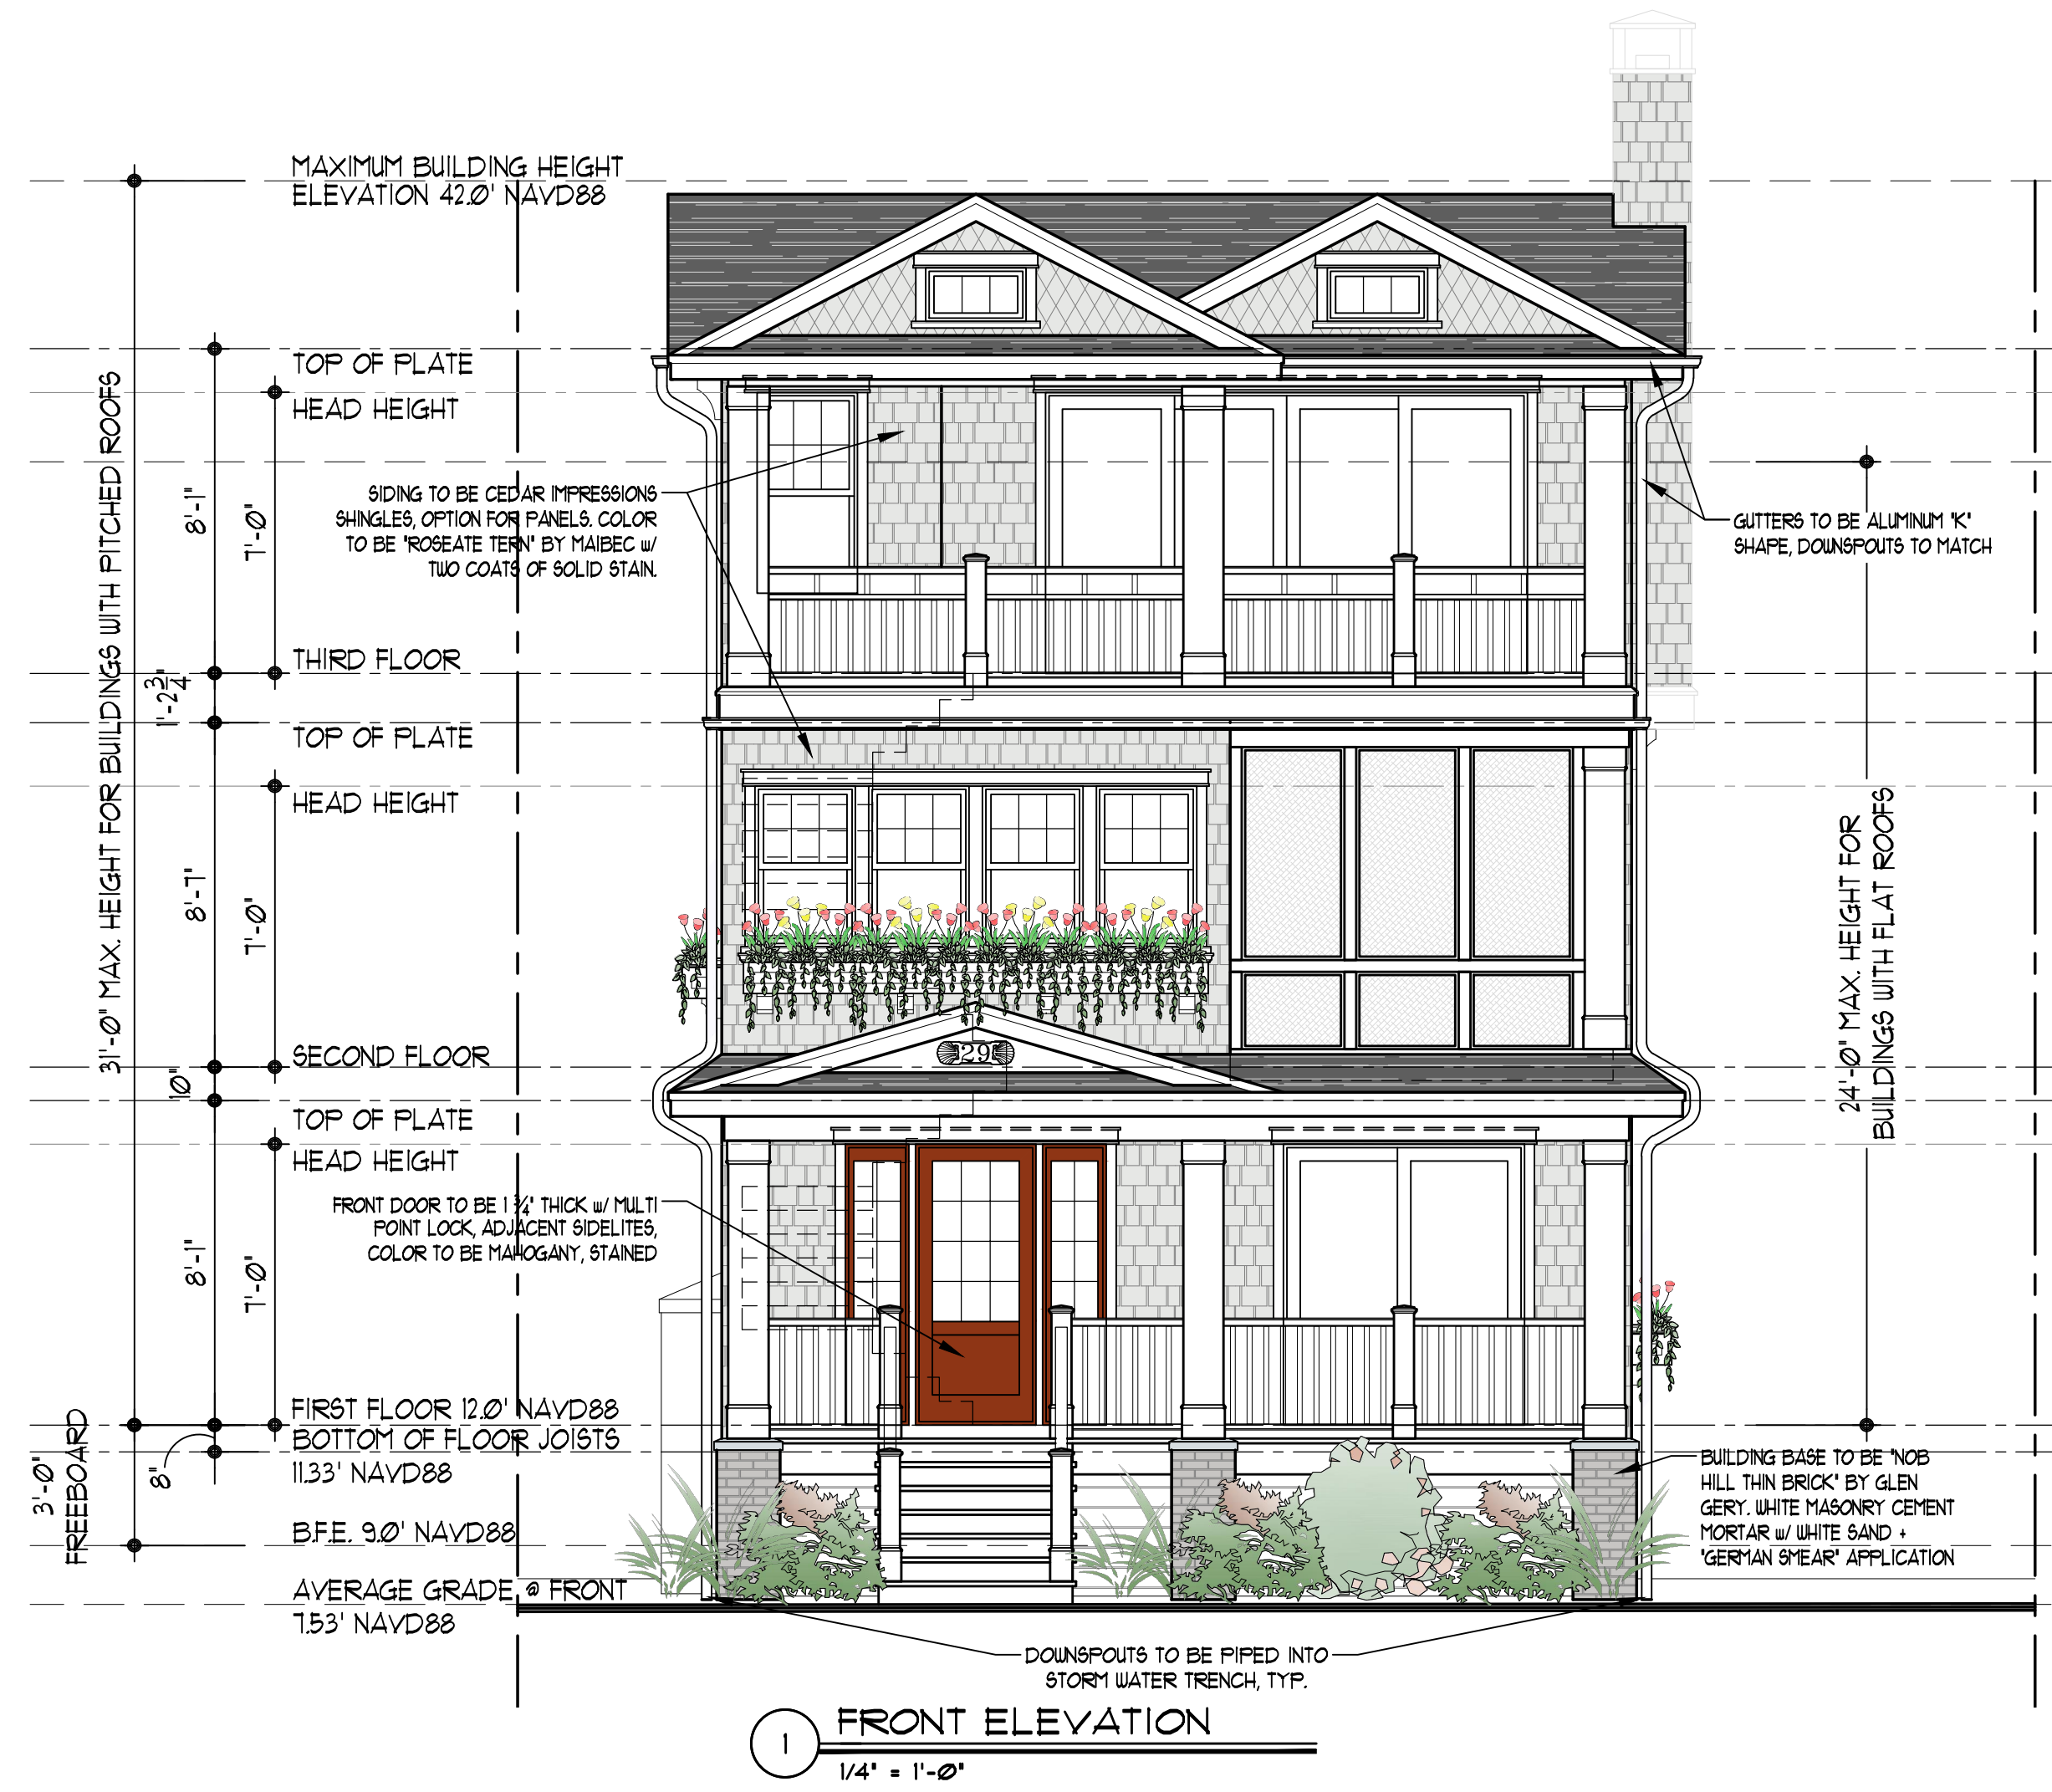 MAXIMUM BUILDING HEIGHT
ELEVATION 42.0' NAVD88
TOP OF PLATE
HEAD HEIGHT
31'-0" MAX. HEIGHT FOR BUILDINGS WITH PITCHED ROOFS
8'-1"
7'-0"
SIDING TO BE CEDAR IMPRESSIONS
SHINGLES, OPTION FOR PANELS. COLOR
TO BE "ROSEATE TERN" BY MAIBEC w/
TWO COATS OF SOLID STAIN.
GUTTERS TO BE ALUMINUM "K"
SHAPE, DOWNSPOUTS TO MATCH
THIRD FLOOR
1'-2 3/4"
TOP OF PLATE
HEAD HEIGHT
8'-7"
7'-0"
24'-0" MAX. HEIGHT FOR
BUILDINGS WITH FLAT ROOFS
SECOND FLOOR
29
10"
TOP OF PLATE
HEAD HEIGHT
FRONT DOOR TO BE 1 3/4" THICK w/ MULTI
POINT LOCK, ADJACENT SIDELITES,
COLOR TO BE MAHOGANY, STAINED
8'-1"
7'-0"
FIRST FLOOR 12.0' NAVD88
BOTTOM OF FLOOR JOISTS
11.33' NAVD88
8"
3'-0"
FREEBOARD
B.F.E. 9.0' NAVD88
AVERAGE GRADE @ FRONT
7.53' NAVD88
BUILDING BASE TO BE "NOB
HILL THIN BRICK" BY GLEN
GERY. WHITE MASONRY CEMENT
MORTAR w/ WHITE SAND +
"GERMAN SMEAR" APPLICATION
DOWNSPOUTS TO BE PIPED INTO
STORM WATER TRENCH, TYP.
1
FRONT ELEVATION
1/4" = 1'-0"